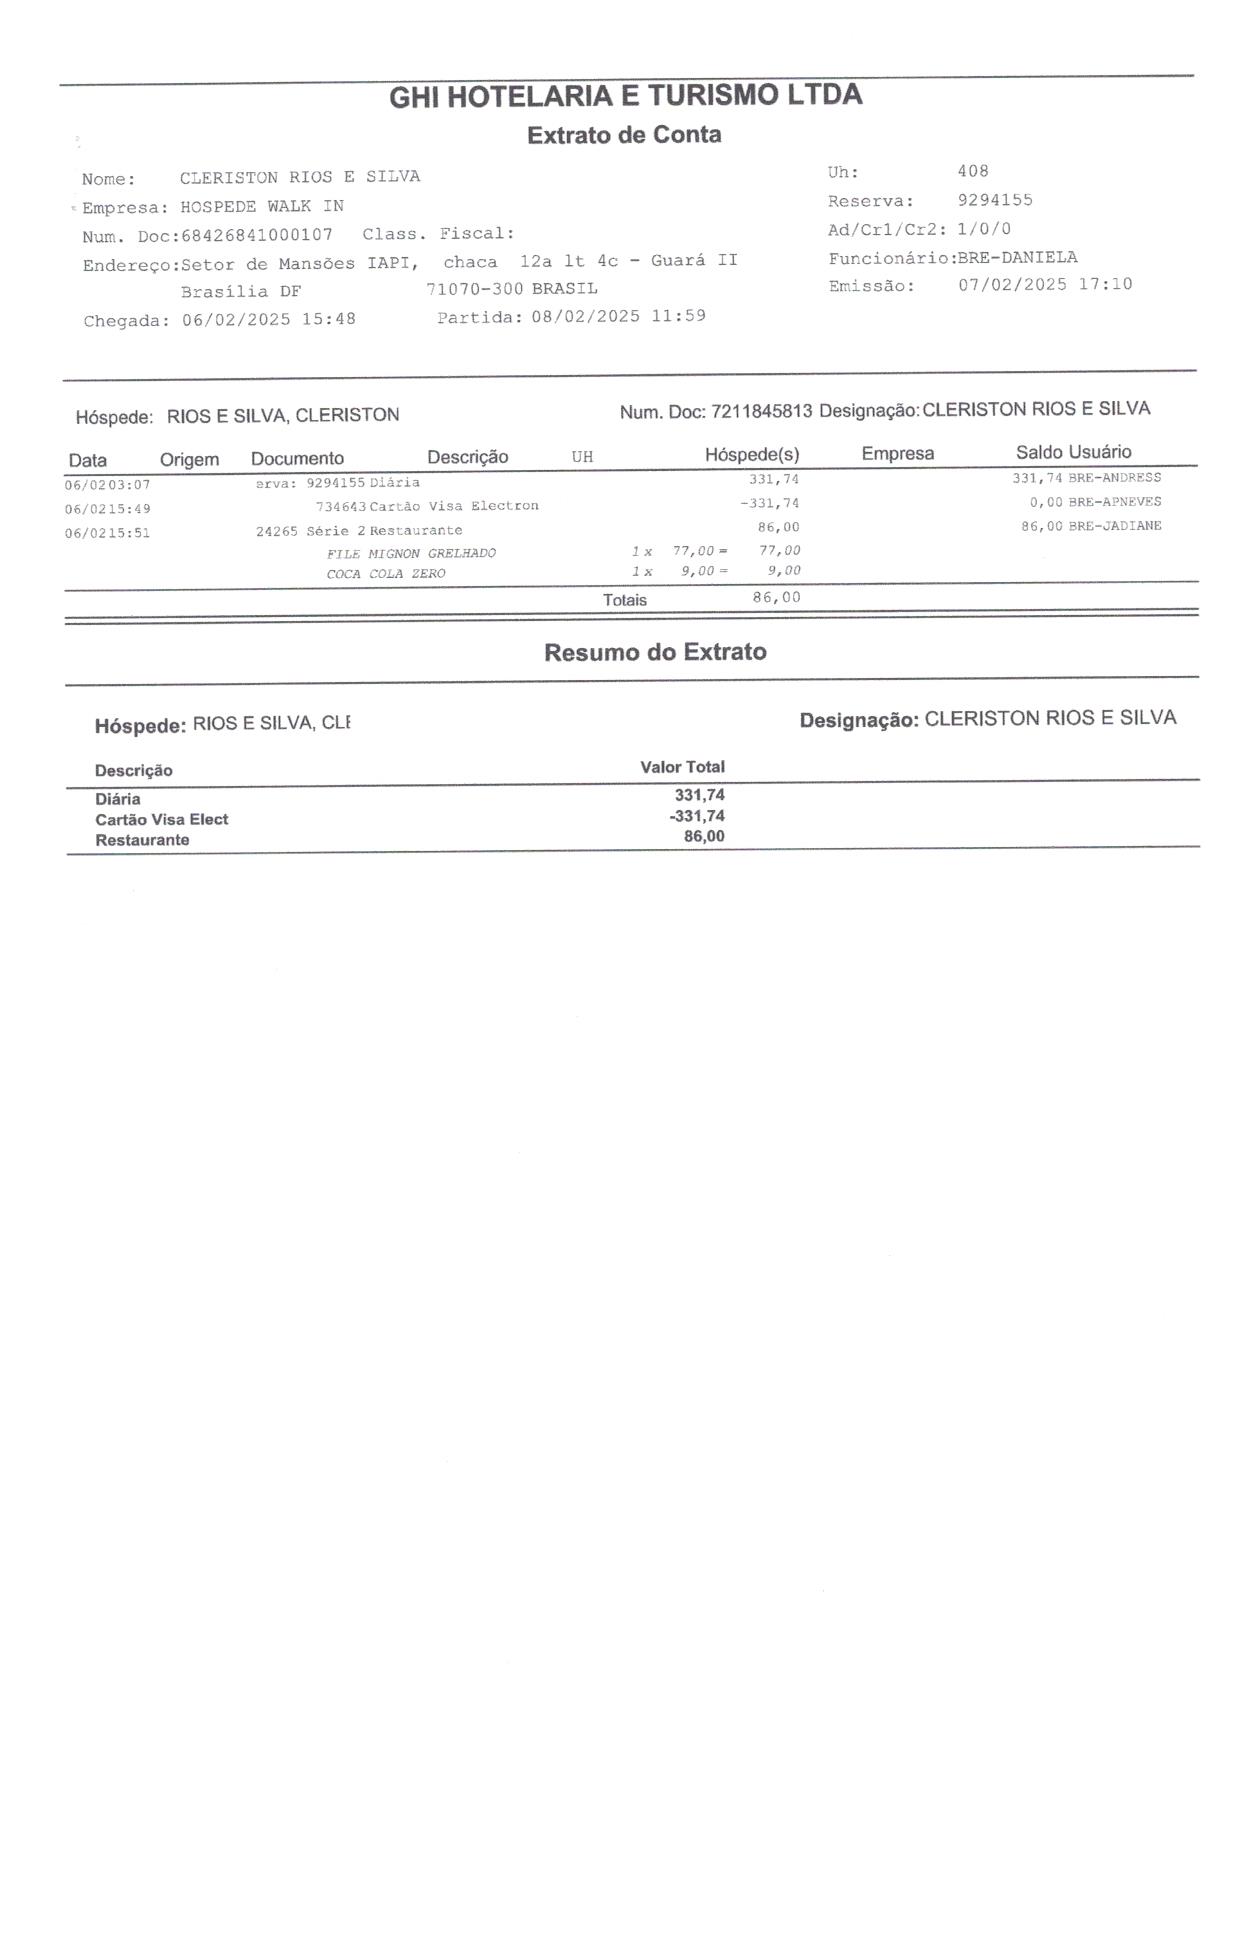 GHI HOTELARIA E TURISMO LTDA
Extrato de Conta
Nome: CLERISTON RIOS E SILVA Uh: 408
Empresa: HOSPEDE WALK IN Reserva: 9294155
Num. Doc:68426841000107 Class. Fiscal: Ad/Cr1/Cr2: 1/0/0
Endereço:Setor de Mansões IAPI, chaca 12a lt 4c - Guará II Funcionário:BRE-DANIELA
Brasília DF 71070-300 BRASIL Emissão: 07/02/2025 17:10
Chegada: 06/02/2025 15:48 Partida: 08/02/2025 11:59
Hóspede: RIOS E SILVA, CLERISTON Num. Doc: 7211845813 Designação:CLERISTON RIOS E SILVA
Data Origem Documento Descrição UH Hóspede(s) Empresa Saldo Usuário
06/0203:07 erva: 9294155 Diária 331,74 331,74 BRE-ANDRESS
06/0215:49 734643 Cartão Visa Electron -331,74 0,00 BRE-APNEVES
06/0215:51 24265 Série 2 Restaurante 86,00 86,00 BRE-JADIANE
FILE MIGNON GRELHADO 1 x 77,00 = 77,00
COCA COLA ZERO 1 x 9,00 = 9,00
Totais 86,00
Resumo do Extrato
Hóspede: RIOS E SILVA, CLE Designação: CLERISTON RIOS E SILVA
Descrição Valor Total
Diária 331,74
Cartão Visa Elect -331,74
Restaurante 86,00